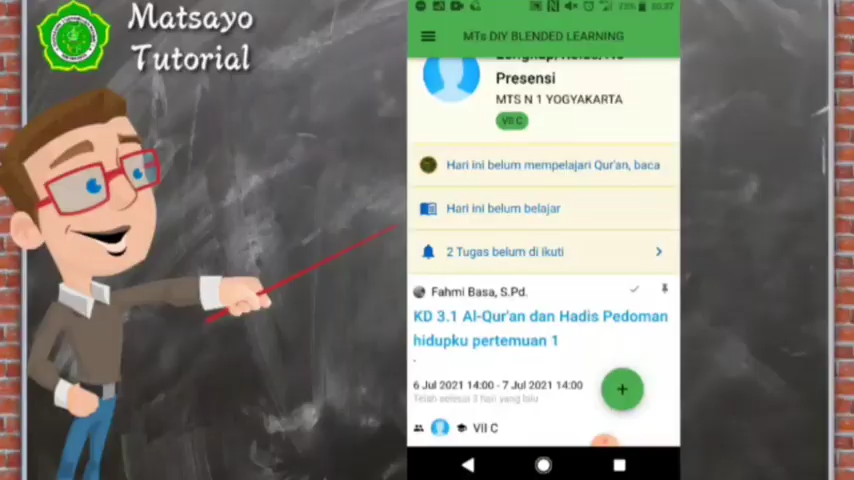 Matsayo
Tutorial
MTs DIY BLENDED LEARNING
Presensi
MTS N 1 YOGYAKARTA
VII C
Hari ini belum mempelajari Qur'an, baca
Hari ini belum belajar
2 Tugas belum di ikuti
Fahmi Basa, S.Pd.
KD 3.1 Al-Qur'an dan Hadis Pedoman
hidupku pertemuan 1
.
6 Jul 2021 14:00 - 7 Jul 2021 14:00
Telah selesai 3 hari yang lalu
+
VII C